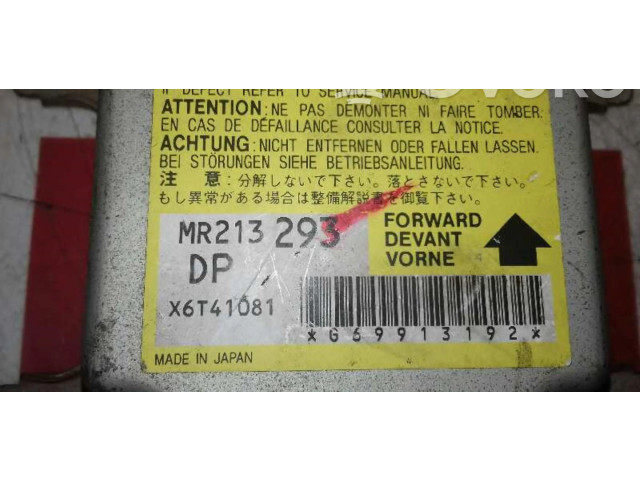 IF DEFECT REFER TO SERVICE MANUAL.
ATTENTION:NE PAS DEMONTER NI FAIRE TOMBER.
EN CAS DE DÉFAILLANCE CONSULTER LA NOTICE.
ACHTUNG:NICHT ENTFERNEN ODER FALLEN LASSEN.
BEI STÖRUNGEN SIEHE BETRIEBSANLEITUNG.
注 意:分解しないで下さい。落とさないで下さい。
もし異常がある場合は整備解説書を御覧下さい。
MR213 293
DP
X6T41081
FORWARD
DEVANT
VORNE
*G69913192*
MADE IN JAPAN